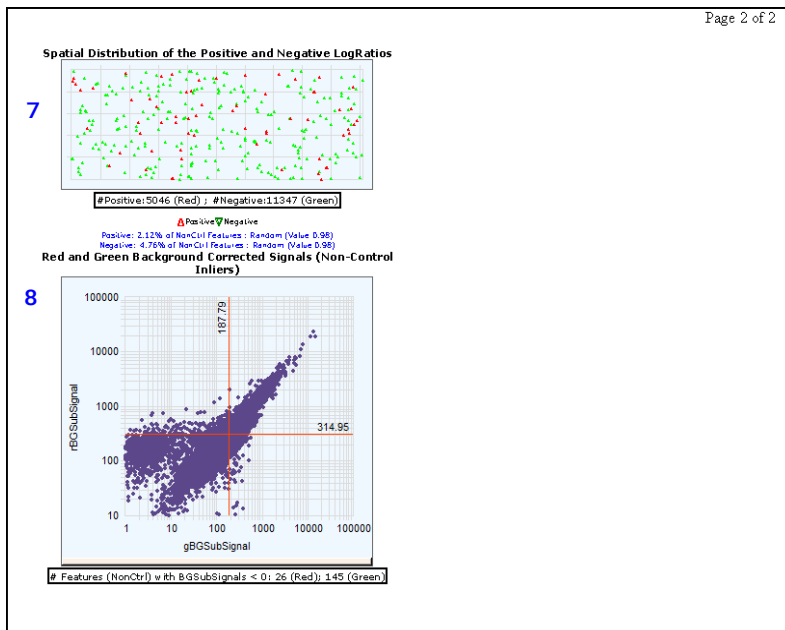 Page 2 of 2
Spatial Distribution of the Positive and Negative LogRatios
7
#Positive:5046 (Red) ; #Negative:11347 (Green)
Positive Negative
Positive: 2.12% of NonCtrl Features : Random (Value 0.98)
Negative: 4.76% of NonCtrl Features : Random (Value 0.98)
Red and Green Background Corrected Signals (Non-Control
Inliers)
8
100000
187.79
10000
1000
314.95
rBGSubSignal
100
10
1 10 100 1000 10000 100000
gBGSubSignal
# Features (NonCtrl) with BGSubSignals < 0: 26 (Red); 145 (Green)